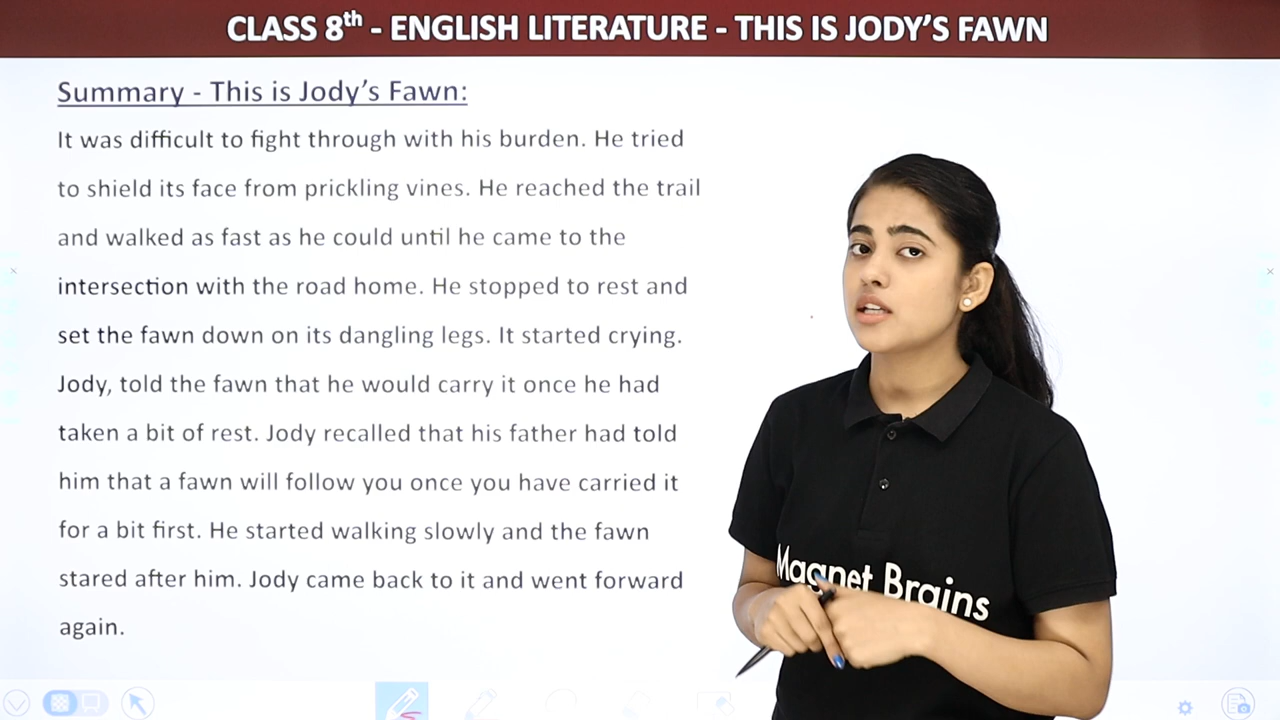 CLASS 8th - ENGLISH LITERATURE - THIS IS JODY’S FAWN
Summary - This is Jody’s Fawn:
It was difficult to fight through with his burden. He tried
to shield its face from prickling vines. He reached the trail
and walked as fast as he could until he came to the
intersection with the road home. He stopped to rest and
set the fawn down on its dangling legs. It started crying.
Jody, told the fawn that he would carry it once he had
taken a bit of rest. Jody recalled that his father had told
him that a fawn will follow you once you have carried it
for a bit first. He started walking slowly and the fawn
stared after him. Jody came back to it and went forward
again.
Magnet Brains